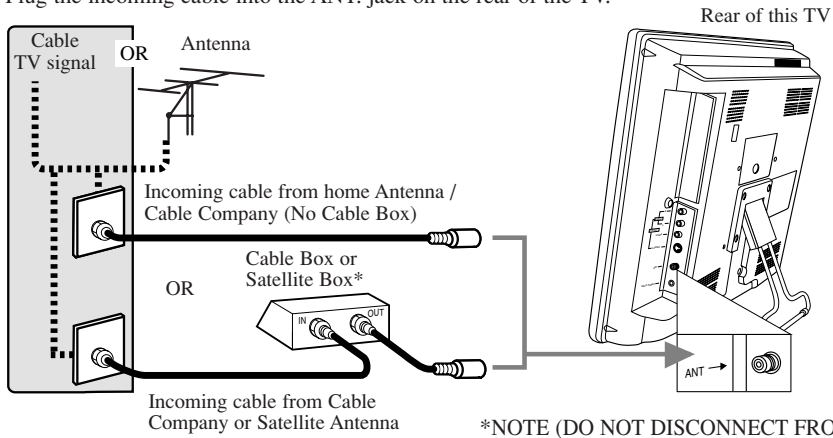 Plug the incoming cable into the ANT. jack on the rear of the TV.
Rear of this TV
Cable
TV signal
OR
Antenna
Incoming cable from home Antenna /
Cable Company (No Cable Box)
Cable Box or
Satellite Box*
OR
IN
OUT
ANT
Incoming cable from Cable
Company or Satellite Antenna
*NOTE (DO NOT DISCONNECT FRO